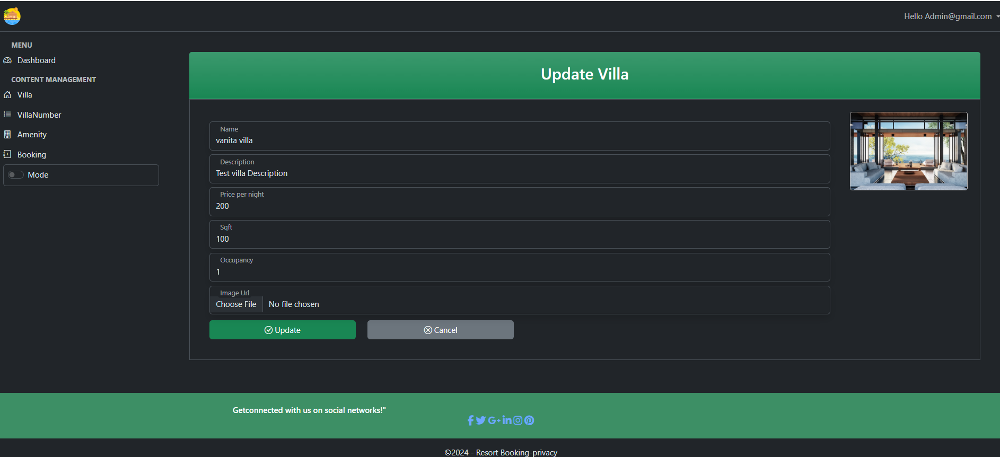 Hello Admin@gmail.com
MENU
Dashboard
CONTENT MANAGEMENT
Villa
VillaNumber
Amenity
Booking
Mode
Update Villa
Name
vanita villa
Description
Test villa Description
Price per night
200
Sqft
100
Occupancy
1
Image Url
Choose File No file chosen
Update Cancel
Getconnected with us on social networks!"
©2024 - Resort Booking-privacy